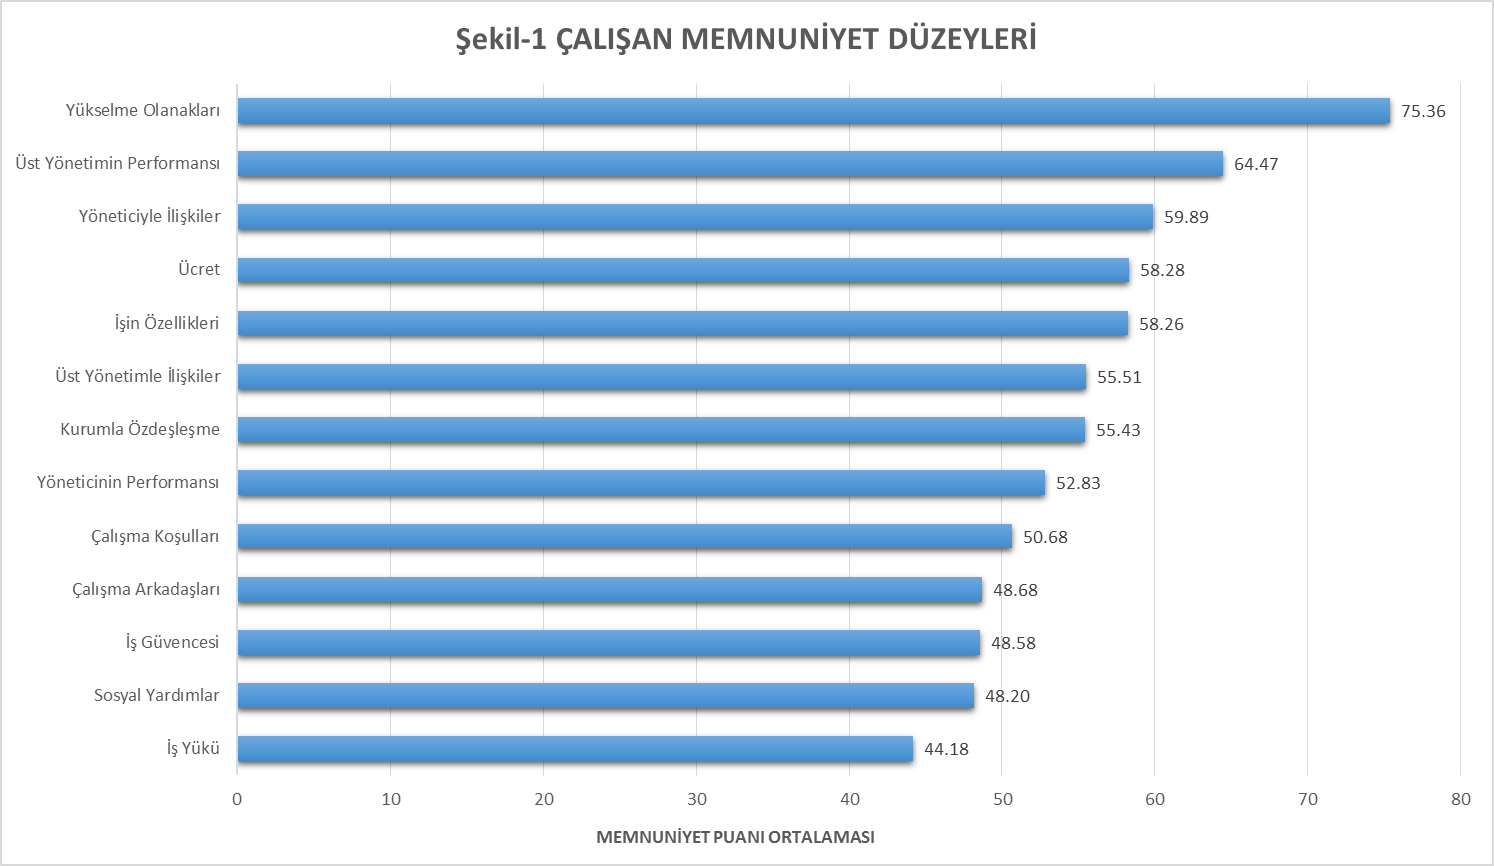 Şekil-1 ÇALIŞAN MEMNUNİYET DÜZEYLERİ
Yükselme Olanakları 75.36
Üst Yönetimin Performansı 64.47
Yöneticiyle İlişkiler 59.89
Ücret 58.28
İşin Özellikleri 58.26
Üst Yönetimle İlişkiler 55.51
Kurumla Özdeşleşme 55.43
Yöneticinin Performansı 52.83
Çalışma Koşulları 50.68
Çalışma Arkadaşları 48.68
İş Güvencesi 48.58
Sosyal Yardımlar 48.20
İş Yükü 44.18
0 10 20 30 40 50 60 70 80
MEMNUNİYET PUANI ORTALAMASI